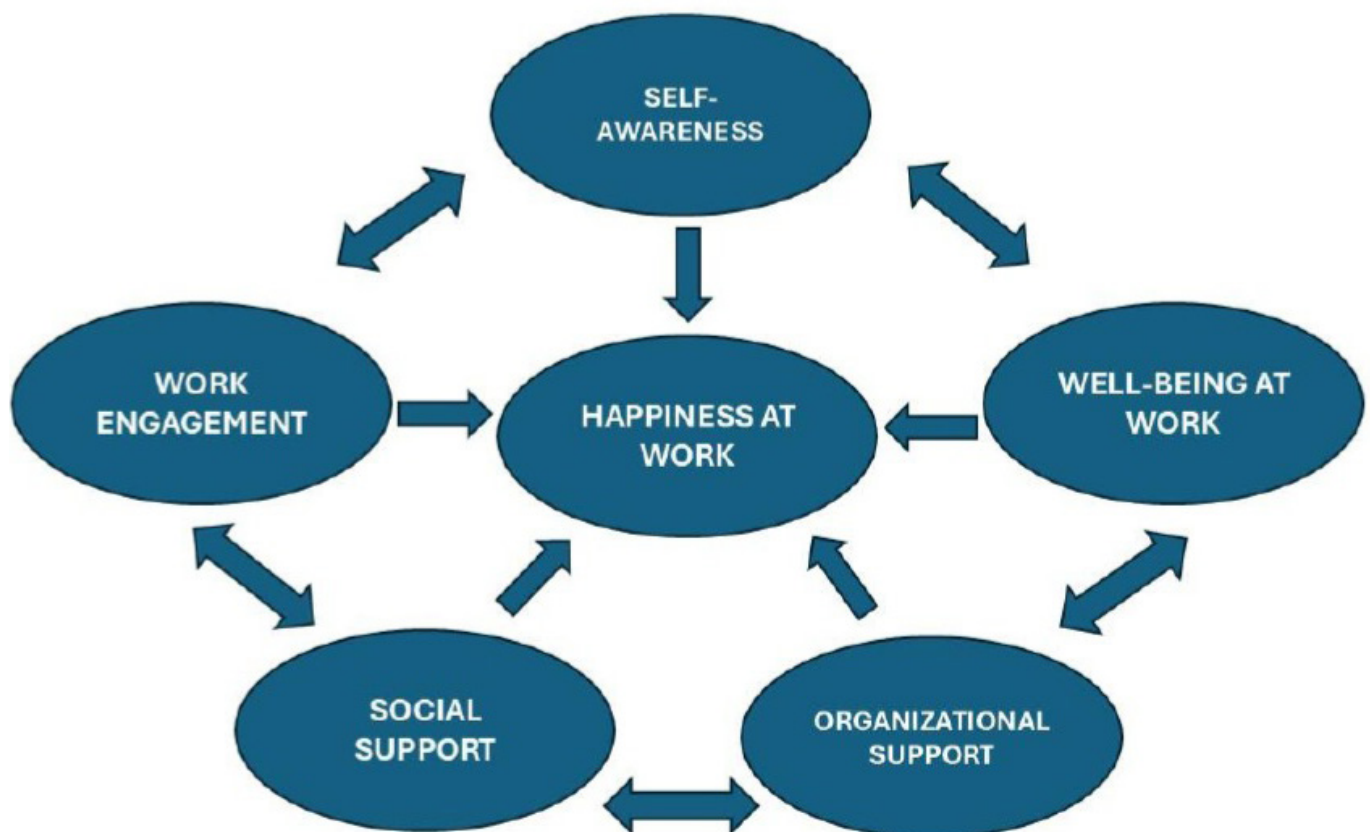 SELF-
AWARENESS
WORK
ENGAGEMENT
HAPPINESS AT
WORK
WELL-BEING AT
WORK
SOCIAL
SUPPORT
ORGANIZATIONAL
SUPPORT